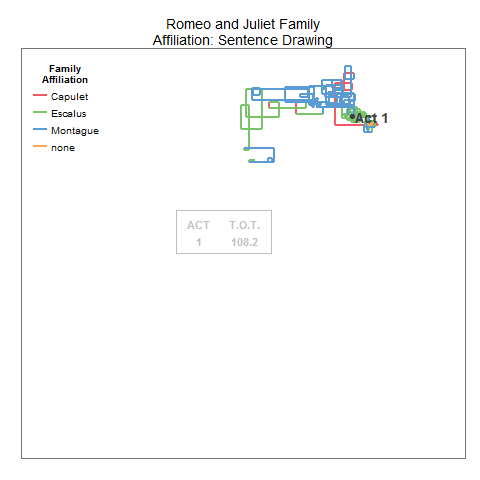 Romeo and Juliet Family
Affiliation: Sentence Drawing
Family
Affiliation
Capulet
Escalus
Montague
none
Act 1
ACT T.O.T.
1 108.2